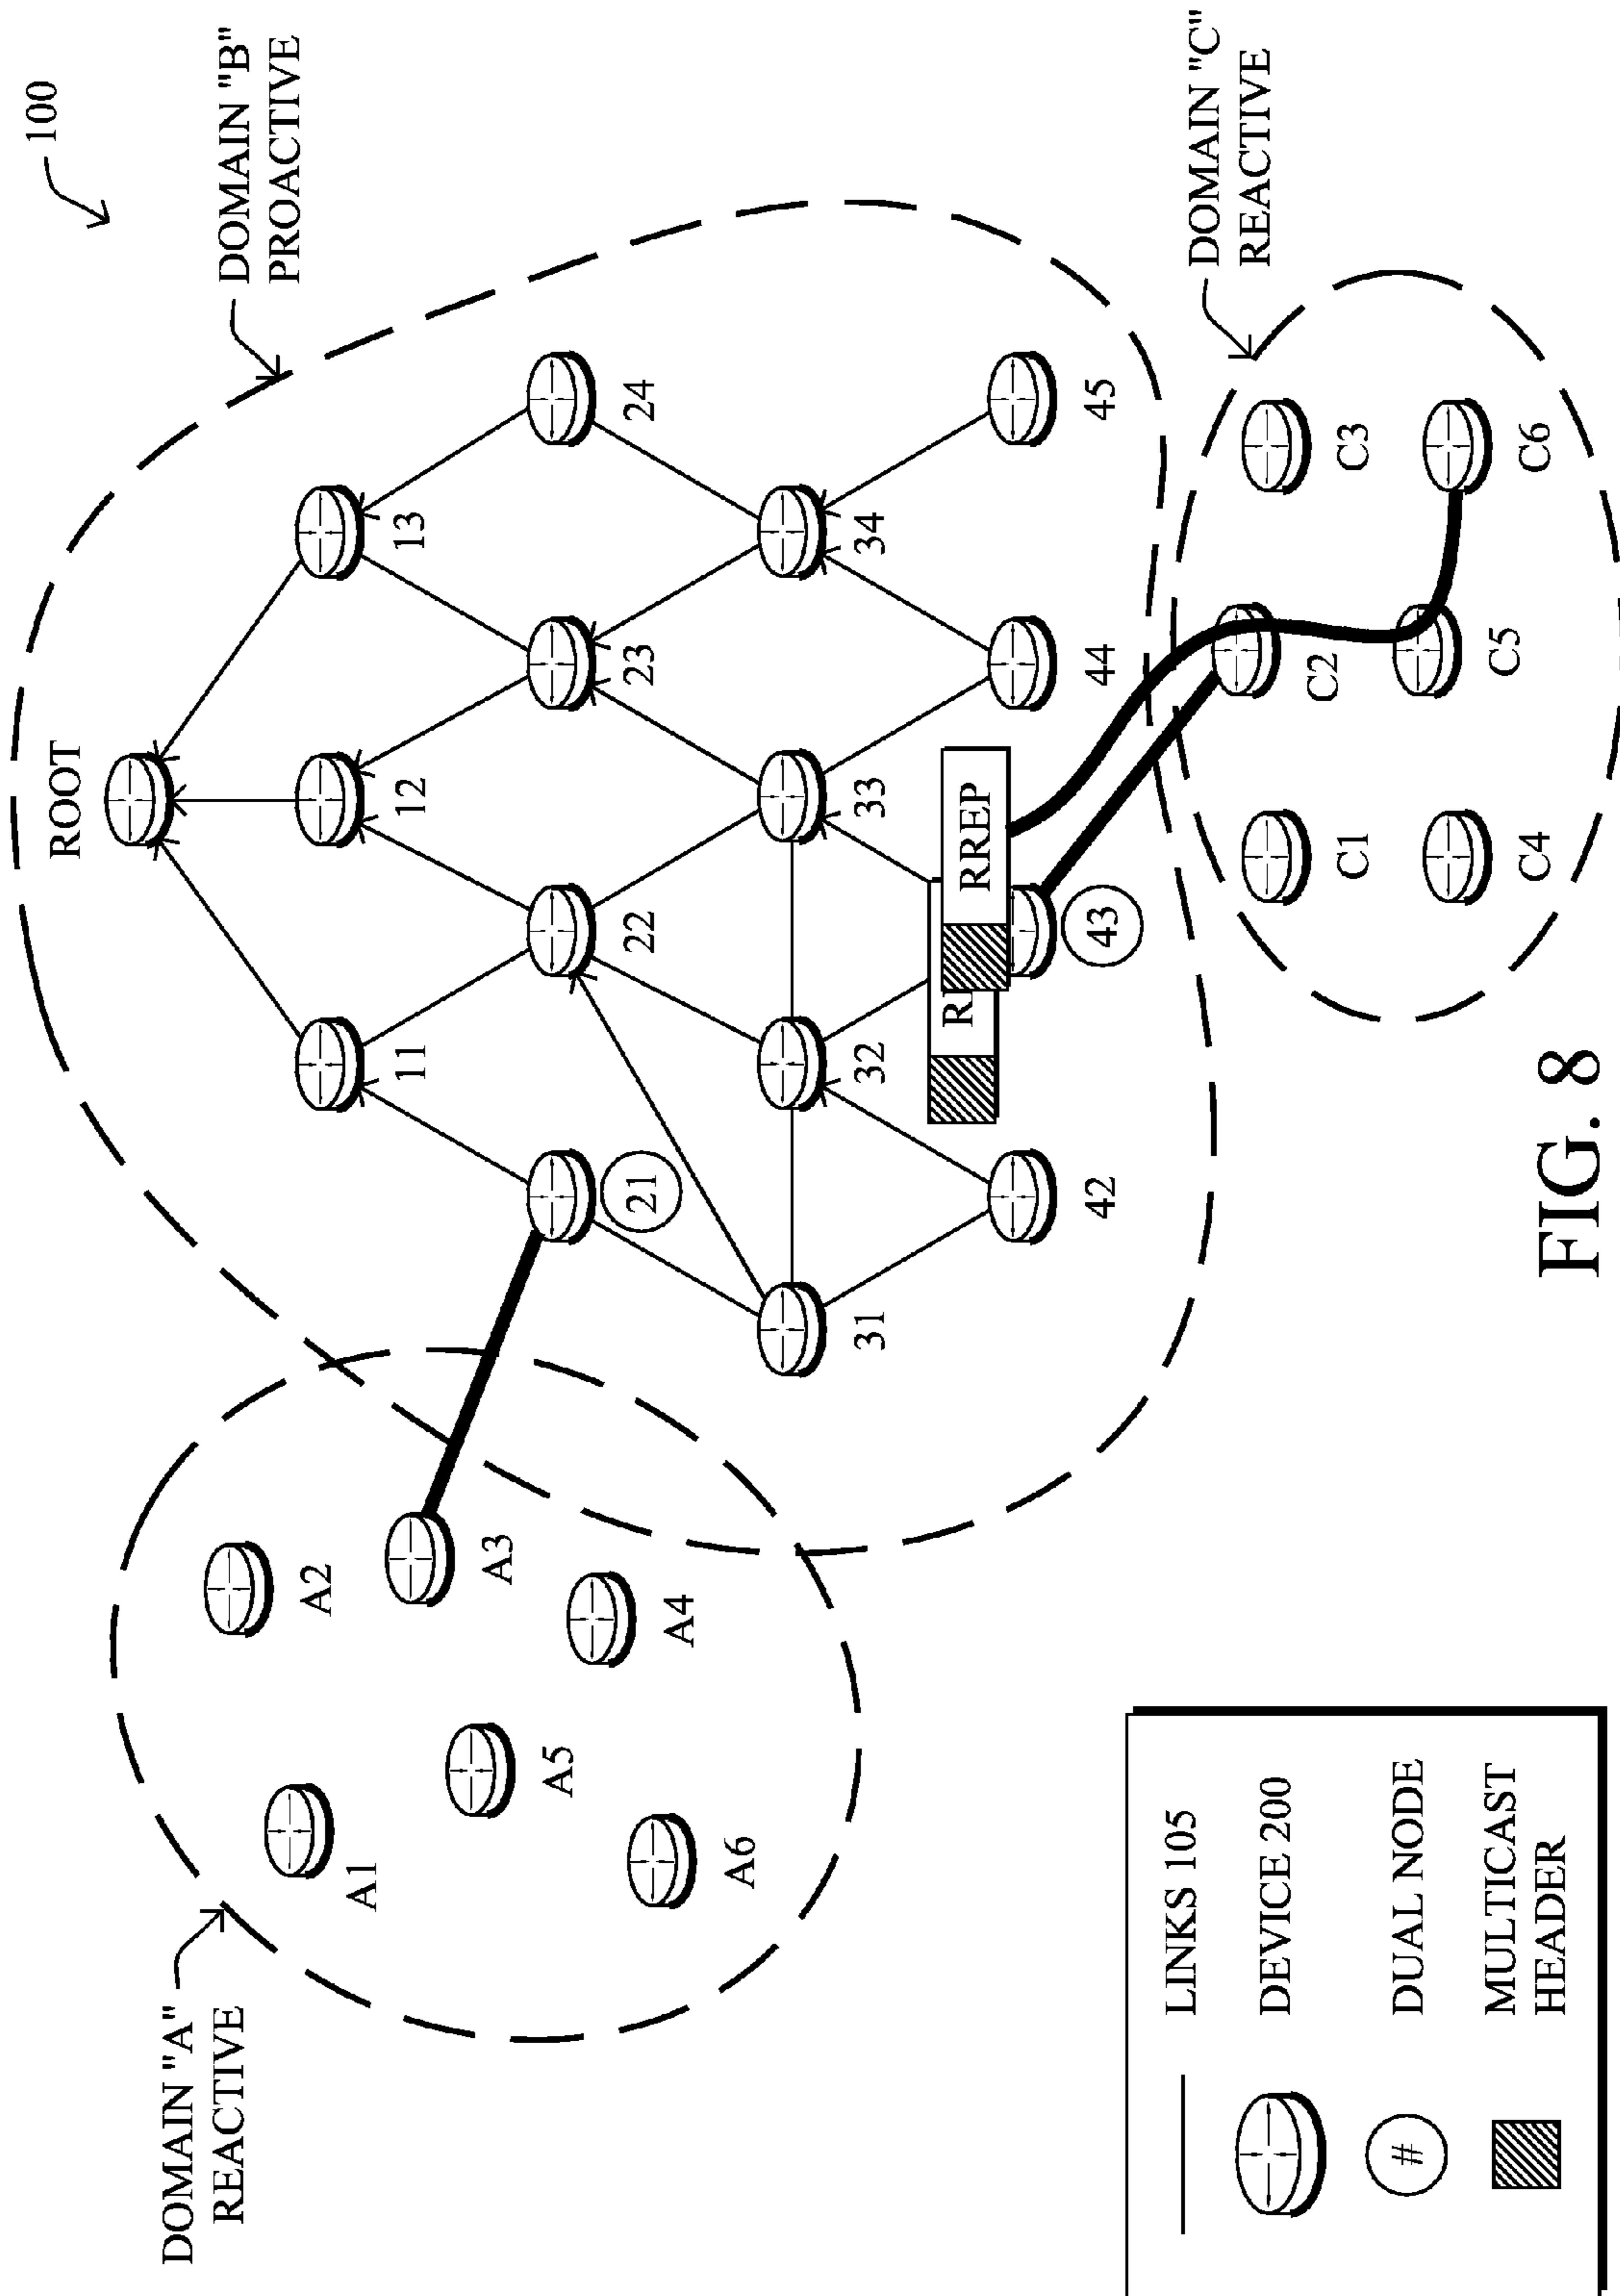 100
DOMAIN "B"
PROACTIVE
DOMAIN "A"
REACTIVE
ROOT
11
12
13
A1
A2
A3
A4
A5
A6
21
22
23
24
31
32
33
34
RREP
42
43
44
45
DOMAIN "C"
REACTIVE
C1
C2
C3
C4
C5
C6
LINKS 105
DEVICE 200
# DUAL NODE
MULTICAST
HEADER
FIG. 8